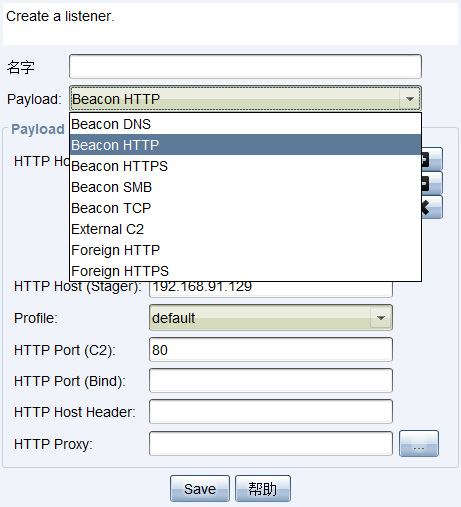 Create a listener.
名字
Payload: Beacon HTTP
Beacon DNS
Payload
Beacon HTTP
HTTP Ho
Beacon HTTPS
Beacon SMB
Beacon TCP
External C2
Foreign HTTP
Foreign HTTPS
HTTP Host (Stager): 192.168.91.129
Profile: default
HTTP Port (C2): 80
HTTP Port (Bind):
HTTP Host Header:
HTTP Proxy: ...
Save 帮助